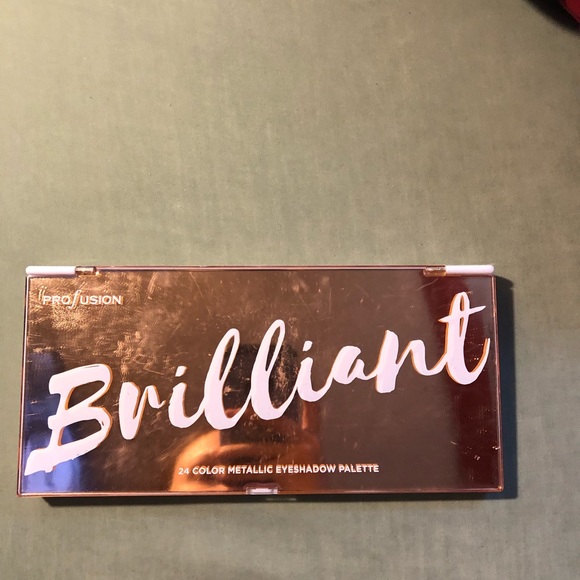 PROFUSION
Brilliant
24 COLOR METALLIC EYESHADOW PALETTE